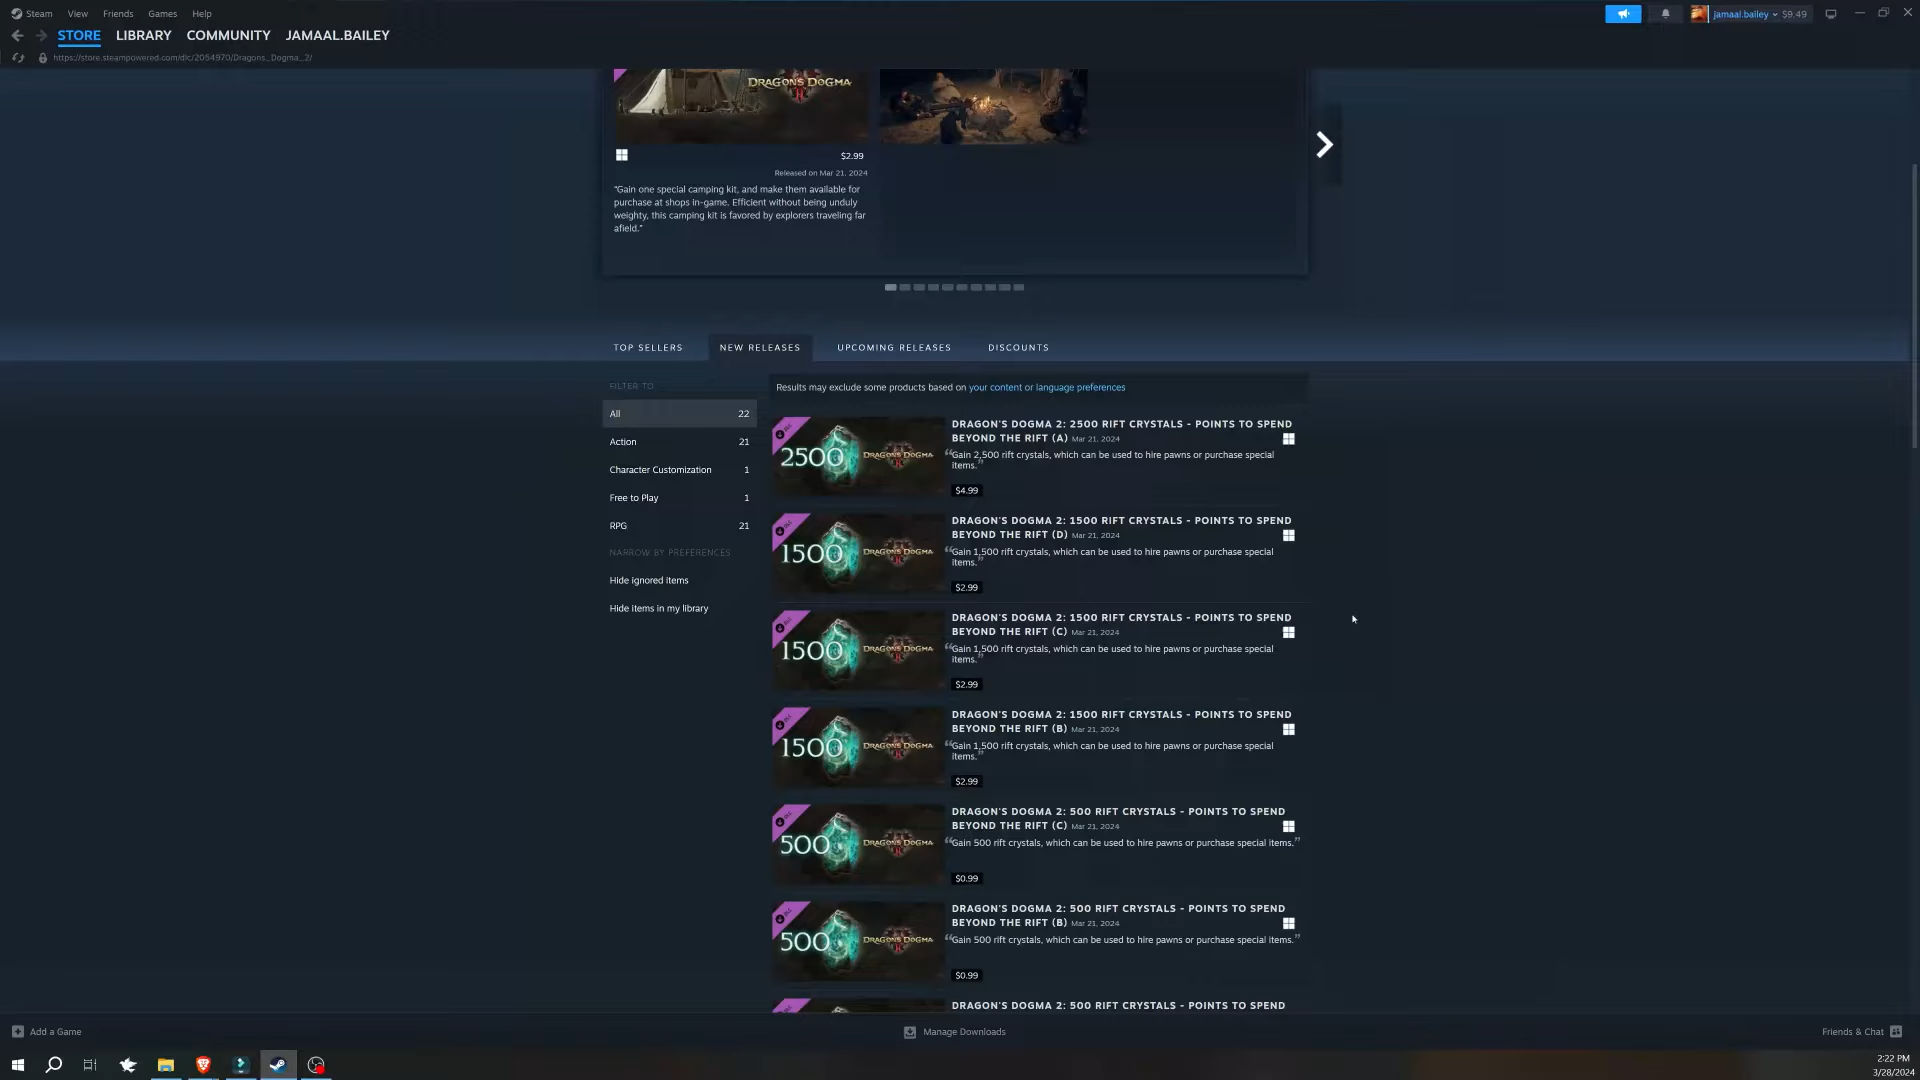 Steam View Friends Games Help
jamaal.bailey $9.49
STORE LIBRARY COMMUNITY JAMAAL.BAILEY
https://store.steampowered.com/dlc/2054970/Dragons_Dogma_2/
DRAGON'S DOGMA
$2.99
Released on Mar 21, 2024
"Gain one special camping kit, and make them available for
purchase at shops in-game. Efficient without being unduly
weighty, this camping kit is favored by explorers traveling far
afield."
TOP SELLERS NEW RELEASES UPCOMING RELEASES DISCOUNTS
FILTER TO
All 22
Action 21
Character Customization 1
Free to Play 1
RPG 21
NARROW BY PREFERENCES
Hide ignored items
Hide items in my library
Results may exclude some products based on your content or language preferences
2500 DRAGON'S DOGMA
DRAGON'S DOGMA 2: 2500 RIFT CRYSTALS - POINTS TO SPEND
BEYOND THE RIFT (A) Mar 21, 2024
“Gain 2,500 rift crystals, which can be used to hire pawns or purchase special
items.”
$4.99
1500 DRAGON'S DOGMA
DRAGON'S DOGMA 2: 1500 RIFT CRYSTALS - POINTS TO SPEND
BEYOND THE RIFT (D) Mar 21, 2024
“Gain 1,500 rift crystals, which can be used to hire pawns or purchase special
items.”
$2.99
1500 DRAGON'S DOGMA
DRAGON'S DOGMA 2: 1500 RIFT CRYSTALS - POINTS TO SPEND
BEYOND THE RIFT (C) Mar 21, 2024
“Gain 1,500 rift crystals, which can be used to hire pawns or purchase special
items.”
$2.99
1500 DRAGON'S DOGMA
DRAGON'S DOGMA 2: 1500 RIFT CRYSTALS - POINTS TO SPEND
BEYOND THE RIFT (B) Mar 21, 2024
“Gain 1,500 rift crystals, which can be used to hire pawns or purchase special
items.”
$2.99
500 DRAGON'S DOGMA
DRAGON'S DOGMA 2: 500 RIFT CRYSTALS - POINTS TO SPEND
BEYOND THE RIFT (C) Mar 21, 2024
“Gain 500 rift crystals, which can be used to hire pawns or purchase special items.”
$0.99
500 DRAGON'S DOGMA
DRAGON'S DOGMA 2: 500 RIFT CRYSTALS - POINTS TO SPEND
BEYOND THE RIFT (B) Mar 21, 2024
“Gain 500 rift crystals, which can be used to hire pawns or purchase special items.”
$0.99
DRAGON'S DOGMA 2: 500 RIFT CRYSTALS - POINTS TO SPEND
Add a Game Manage Downloads Friends & Chat
2:22 PM
3/28/2024